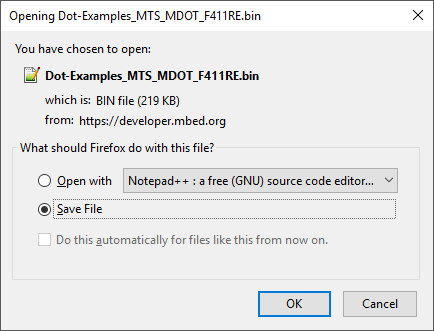 Opening Dot-Examples_MTS_MDOT_F411RE.bin
You have chosen to open:
Dot-Examples_MTS_MDOT_F411RE.bin
which is: BIN file (219 KB)
from: https://developer.mbed.org
What should Firefox do with this file?
Open with Notepad++ : a free (GNU) source code editor...
Save File
Do this automatically for files like this from now on.
OK Cancel